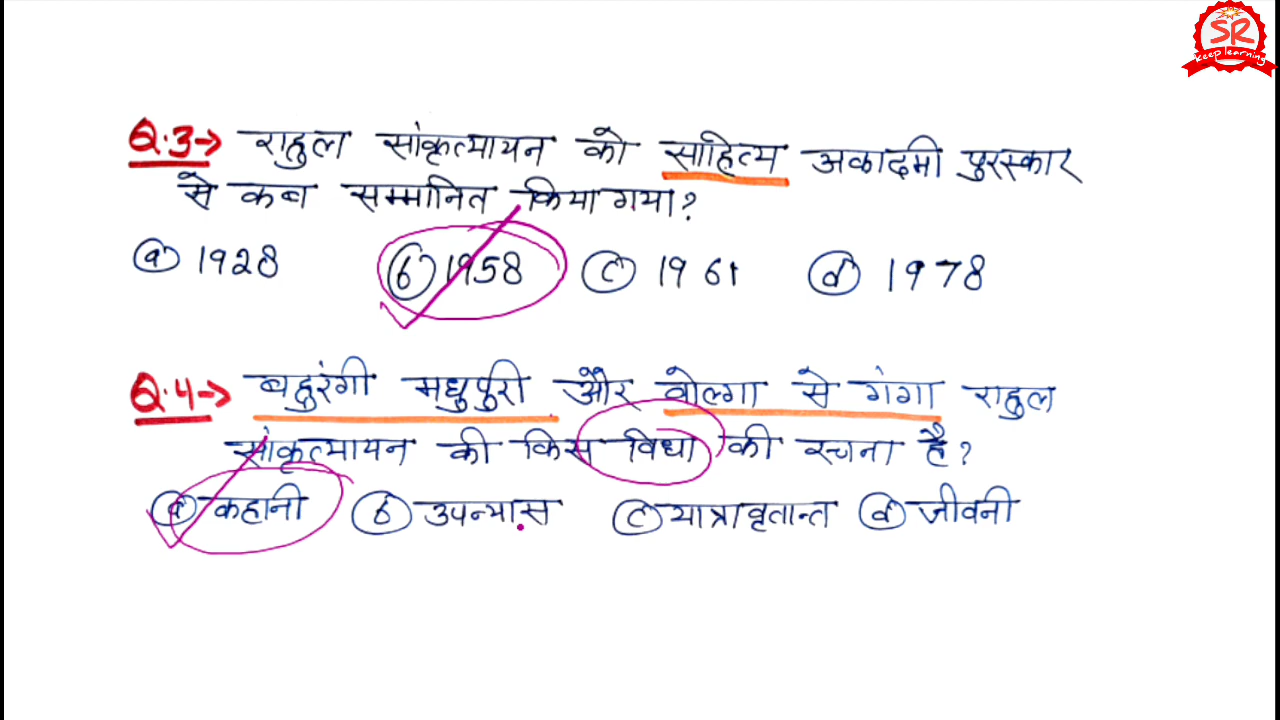 SR
keep learning
Q.3→ राहुल सांकृत्यायन को साहित्य अकादमी पुरस्कार
से कब सम्मानित किया गया?
(a) 1928 (b) 1958 (c) 1961 (d) 1978
Q.4→ बहुरंगी मधुपुरी और वोल्गा से गंगा राहुल
सांकृत्यायन की किस विधा की रचना है?
(a) कहानी (b) उपन्यास (c) यात्रावृतान्त (d) जीवनी